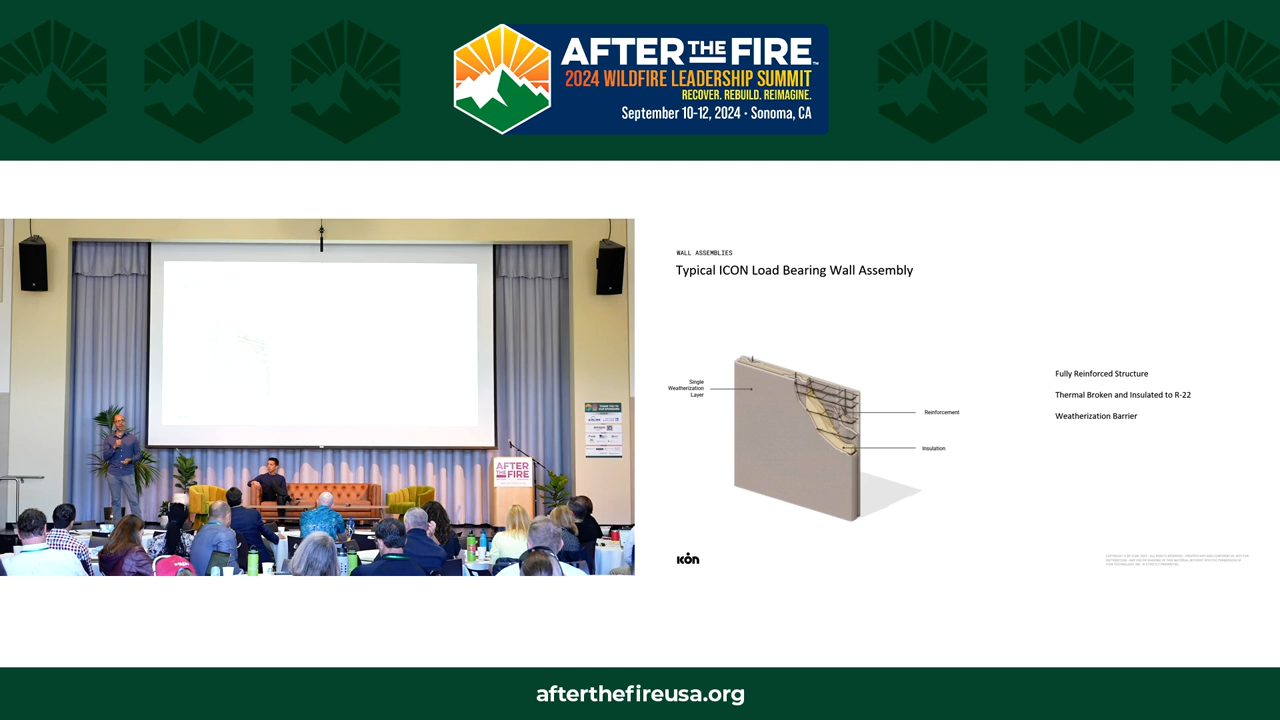 AFTER THE FIRE™
2024 WILDFIRE LEADERSHIP SUMMIT
RECOVER. REBUILD. REIMAGINE.
September 10-12, 2024 · Sonoma, CA
AFTER
THE FIRE
WALL ASSEMBLIES
Typical ICON Load Bearing Wall Assembly
Single
Weatherization
Layer
Reinforcement
Insulation
Fully Reinforced Structure
Thermal Broken and Insulated to R-22
Weatherization Barrier
ICON
afterthefireusa.org